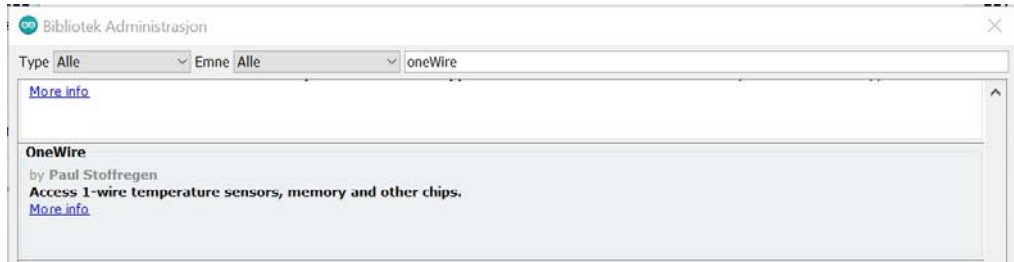 Bibliotek Administrasjon
Type Alle Emne Alle oneWire
More info
OneWire
by Paul Stoffregen
Access 1-wire temperature sensors, memory and other chips.
More info